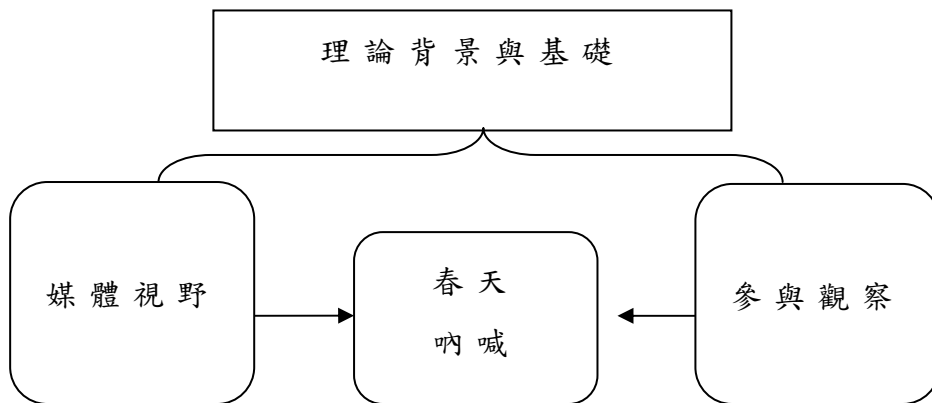 理論背景與基礎
媒體視野
春天
吶喊
參與觀察